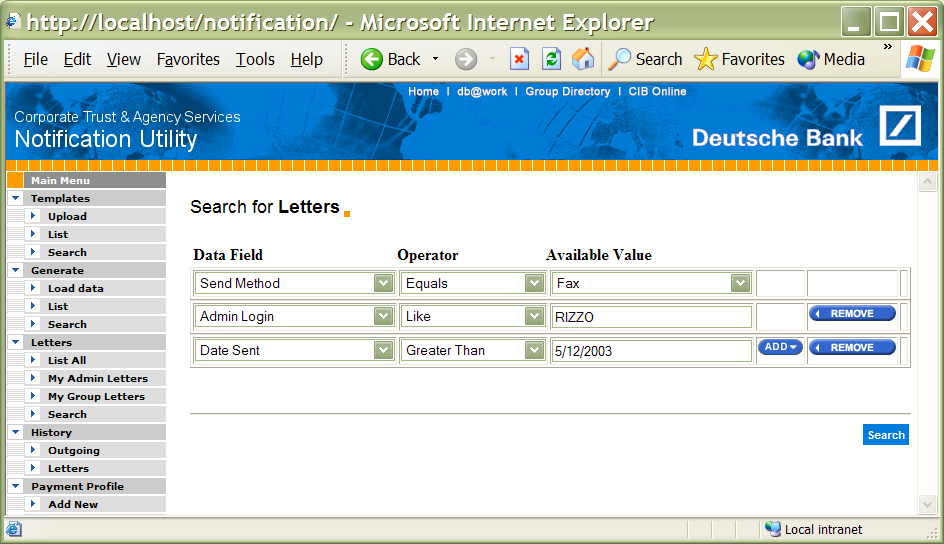 http://localhost/notification/ - Microsoft Internet Explorer
File Edit View Favorites Tools Help Back Search Favorites Media »
Home | db@work | Group Directory | CIB Online
Corporate Trust & Agency Services
Notification Utility
Deutsche Bank
Main Menu
Templates
Upload
List
Search
Generate
Load data
List
Search
Letters
List All
My Admin Letters
My Group Letters
Search
History
Outgoing
Letters
Payment Profile
Add New
Search for Letters
Data Field Operator Available Value
Send Method Equals Fax
Admin Login Like RIZZO REMOVE
Date Sent Greater Than 5/12/2003 ADD REMOVE
Search
Local intranet